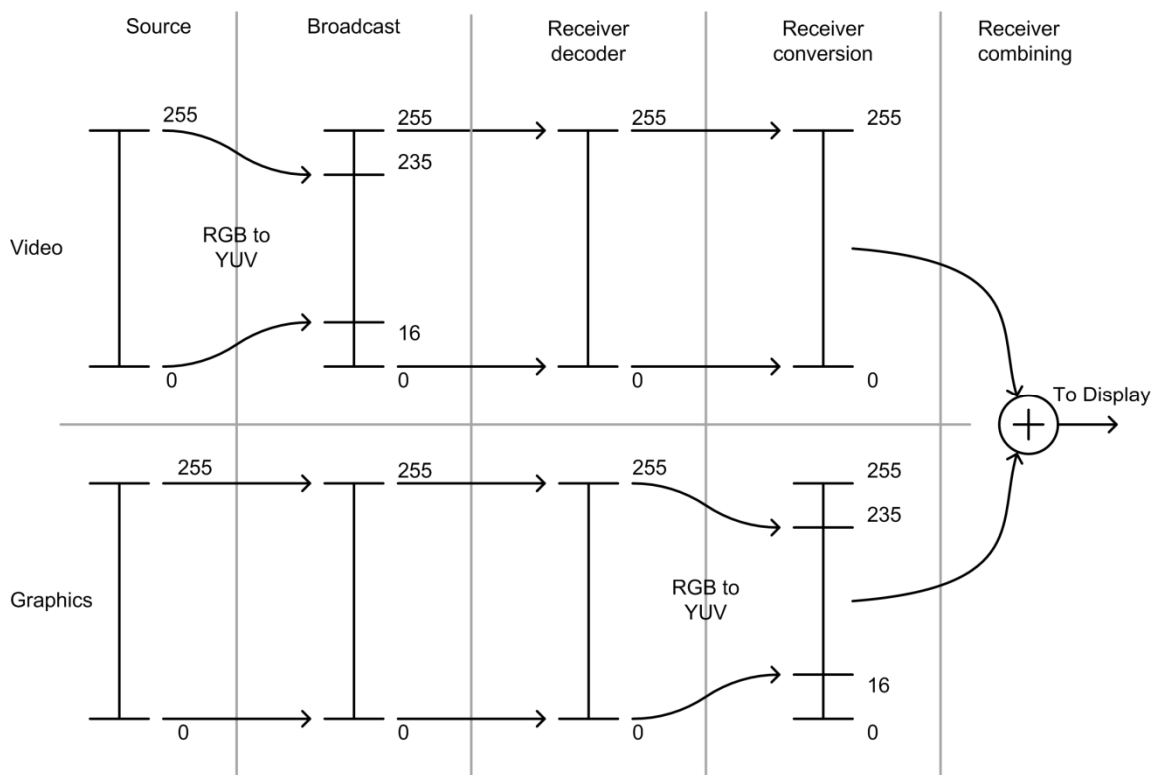 Source
Broadcast
Receiver
decoder
Receiver
conversion
Receiver
combining
255
255
255
255
235
Video
RGB to
YUV
16
0
0
0
0
To Display
255
255
255
255
235
Graphics
RGB to
YUV
16
0
0
0
0